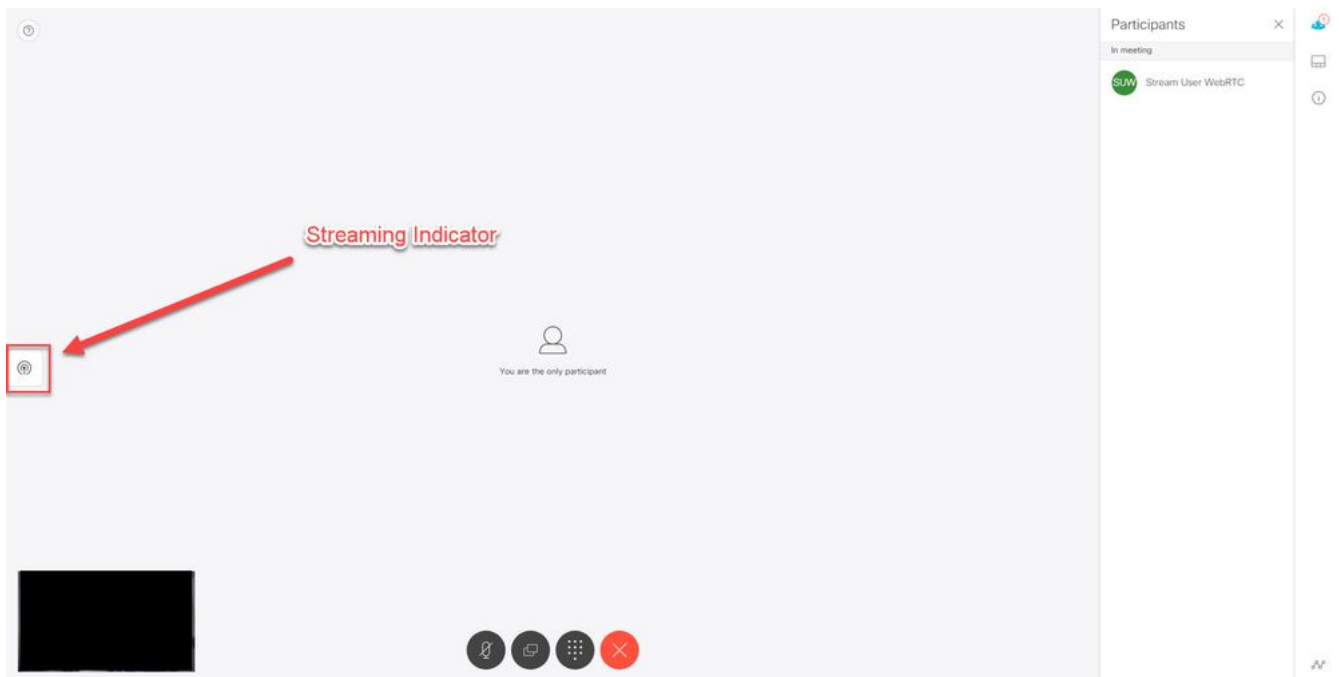 Participants
In meeting
SUW Stream User WebRTC
Streaming Indicator
You are the only participant